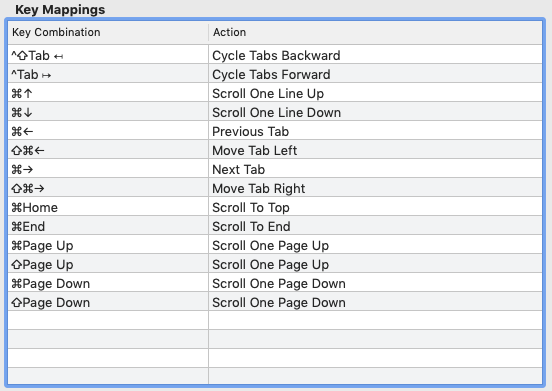 Key Mappings
Key Combination Action
^⇧Tab ↤ Cycle Tabs Backward
^Tab ↦ Cycle Tabs Forward
⌘↑ Scroll One Line Up
⌘↓ Scroll One Line Down
⌘← Previous Tab
⇧⌘← Move Tab Left
⌘→ Next Tab
⇧⌘→ Move Tab Right
⌘Home Scroll To Top
⌘End Scroll To End
⌘Page Up Scroll One Page Up
⇧Page Up Scroll One Page Up
⌘Page Down Scroll One Page Down
⇧Page Down Scroll One Page Down